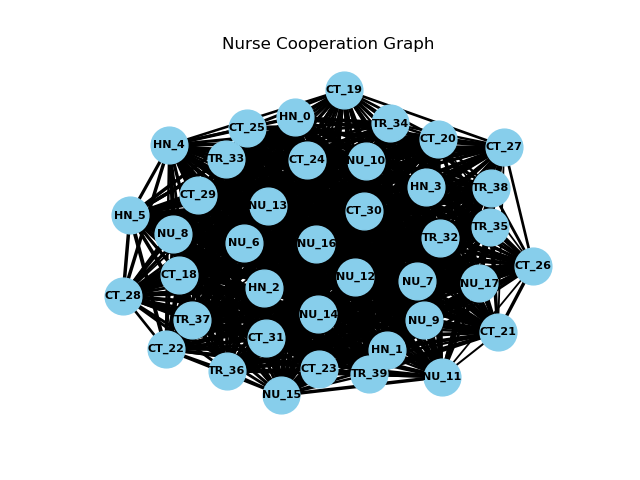 Nurse Cooperation Graph
CT_19
HN_0
TR_34
CT_25
CT_20
HN_4
CT_27
TR_33
CT_24
NU_10
HN_3
TR_38
CT_29
NU_13
CT_30
HN_5
TR_35
NU_8
TR_32
NU_6
NU_16
CT_26
CT_18
NU_12
NU_7
NU_17
HN_2
CT_28
NU_14
TR_37
NU_9
CT_21
CT_31
CT_22
HN_1
TR_36
CT_23
TR_39
NU_11
NU_15